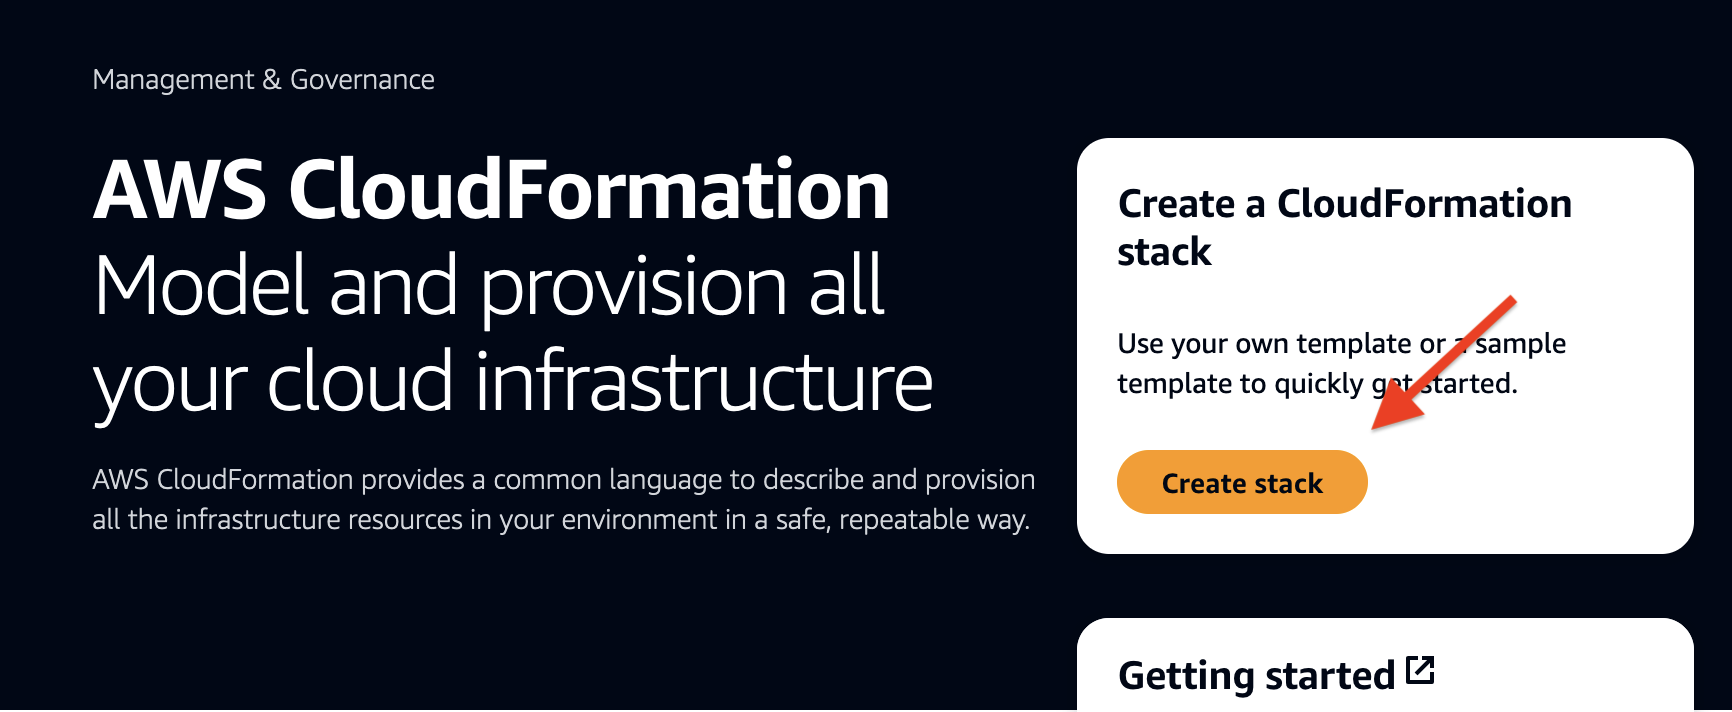 Management & Governance
AWS CloudFormation
Model and provision all
your cloud infrastructure
AWS CloudFormation provides a common language to describe and provision
all the infrastructure resources in your environment in a safe, repeatable way.
Create a CloudFormation
stack
Use your own template or a sample
template to quickly get started.
Create stack
Getting started